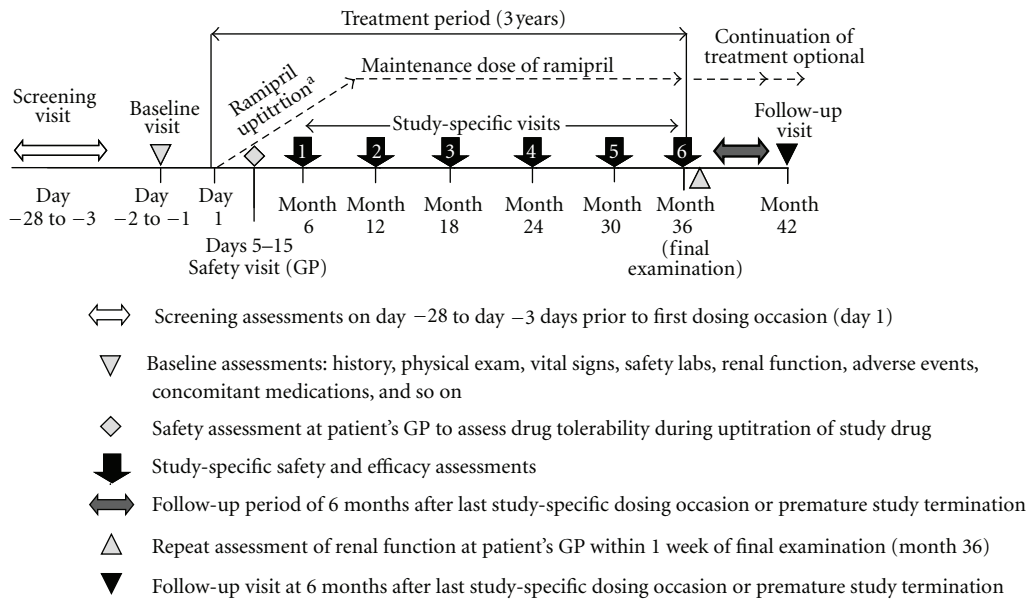 Treatment period (3 years)
Continuation of
treatment optional
Maintenance dose of ramipril
Ramipril
uptitrtion a
Screening
visit
Baseline
visit
Study-specific visits
Follow-up
visit
1 2 3 4 5 6
Day
−28 to −3
Day
−2 to −1
Day
1
Days 5–15
Safety visit (GP)
Month
6
Month
12
Month
18
Month
24
Month
30
Month
36
(final
examination)
Month
42
Screening assessments on day −28 to day −3 days prior to first dosing occasion (day 1)
Baseline assessments: history, physical exam, vital signs, safety labs, renal function, adverse events,
concomitant medications, and so on
Safety assessment at patient's GP to assess drug tolerability during uptitration of study drug
Study-specific safety and efficacy assessments
Follow-up period of 6 months after last study-specific dosing occasion or premature study termination
Repeat assessment of renal function at patient's GP within 1 week of final examination (month 36)
Follow-up visit at 6 months after last study-specific dosing occasion or premature study termination